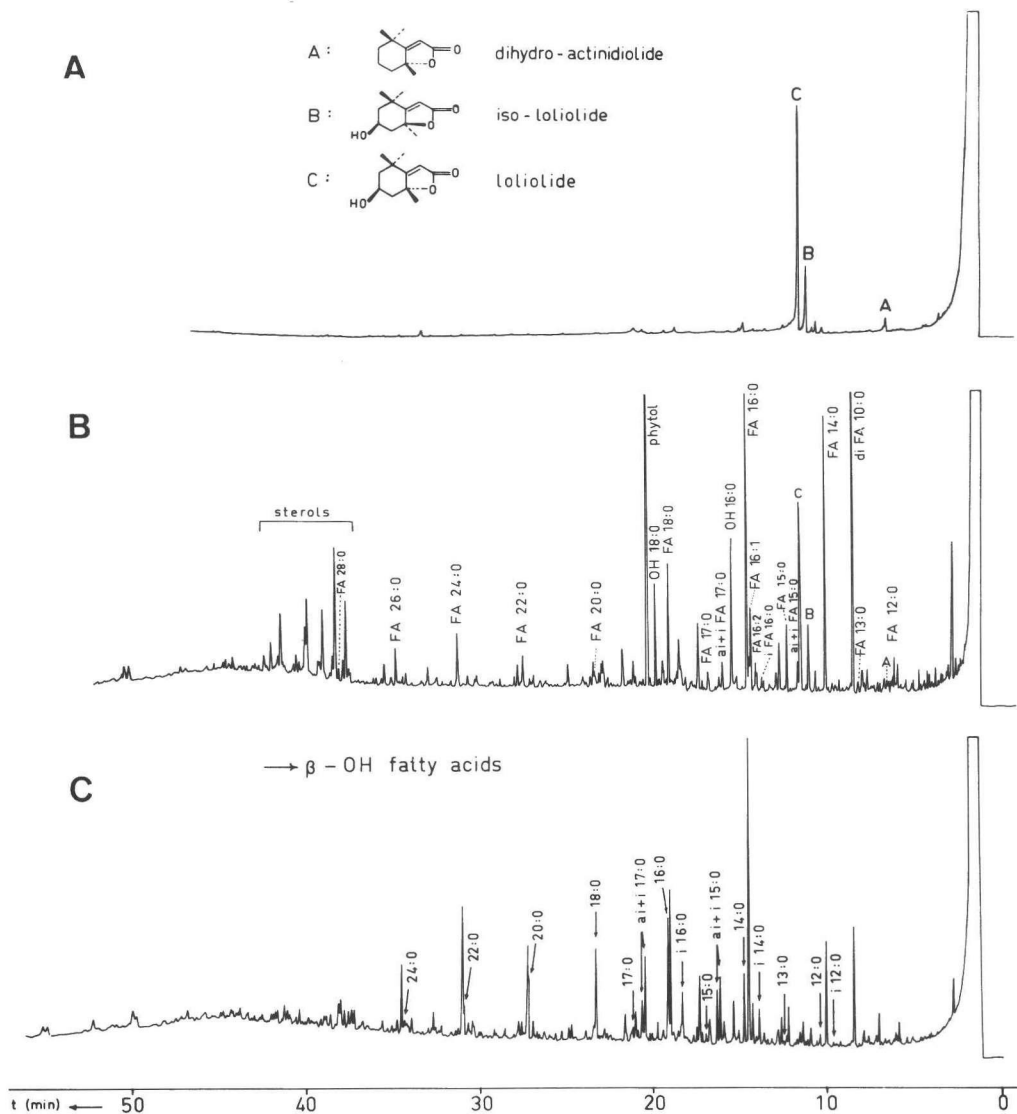 A
A : dihydro-actinidiolide
B : iso-loliolide
HO
C : loliolide
HO
O
O
O
O
O
O
C
B
A
B
sterols
FA 28:0
FA 26:0
FA 24:0
FA 22:0
FA 20:0
phytol
OH 18:0
FA 18:0
FA 17:0
ai+i FA 17:0
OH 16:0
FA 16:0
FA 16:1
FA 16:2
i FA 16:0
FA 15:0
ai+i FA 15:0
C
B
FA 14:0
di FA 10:0
FA 13:0
A
FA 12:0
C
→ β-OH fatty acids
24:0
22:0
20:0
18:0
17:0
ai+i 17:0
16:0
i 16:0
15:0
ai+i 15:0
14:0
i 14:0
13:0
12:0
i 12:0
t (min) ← 50 40 30 20 10 0